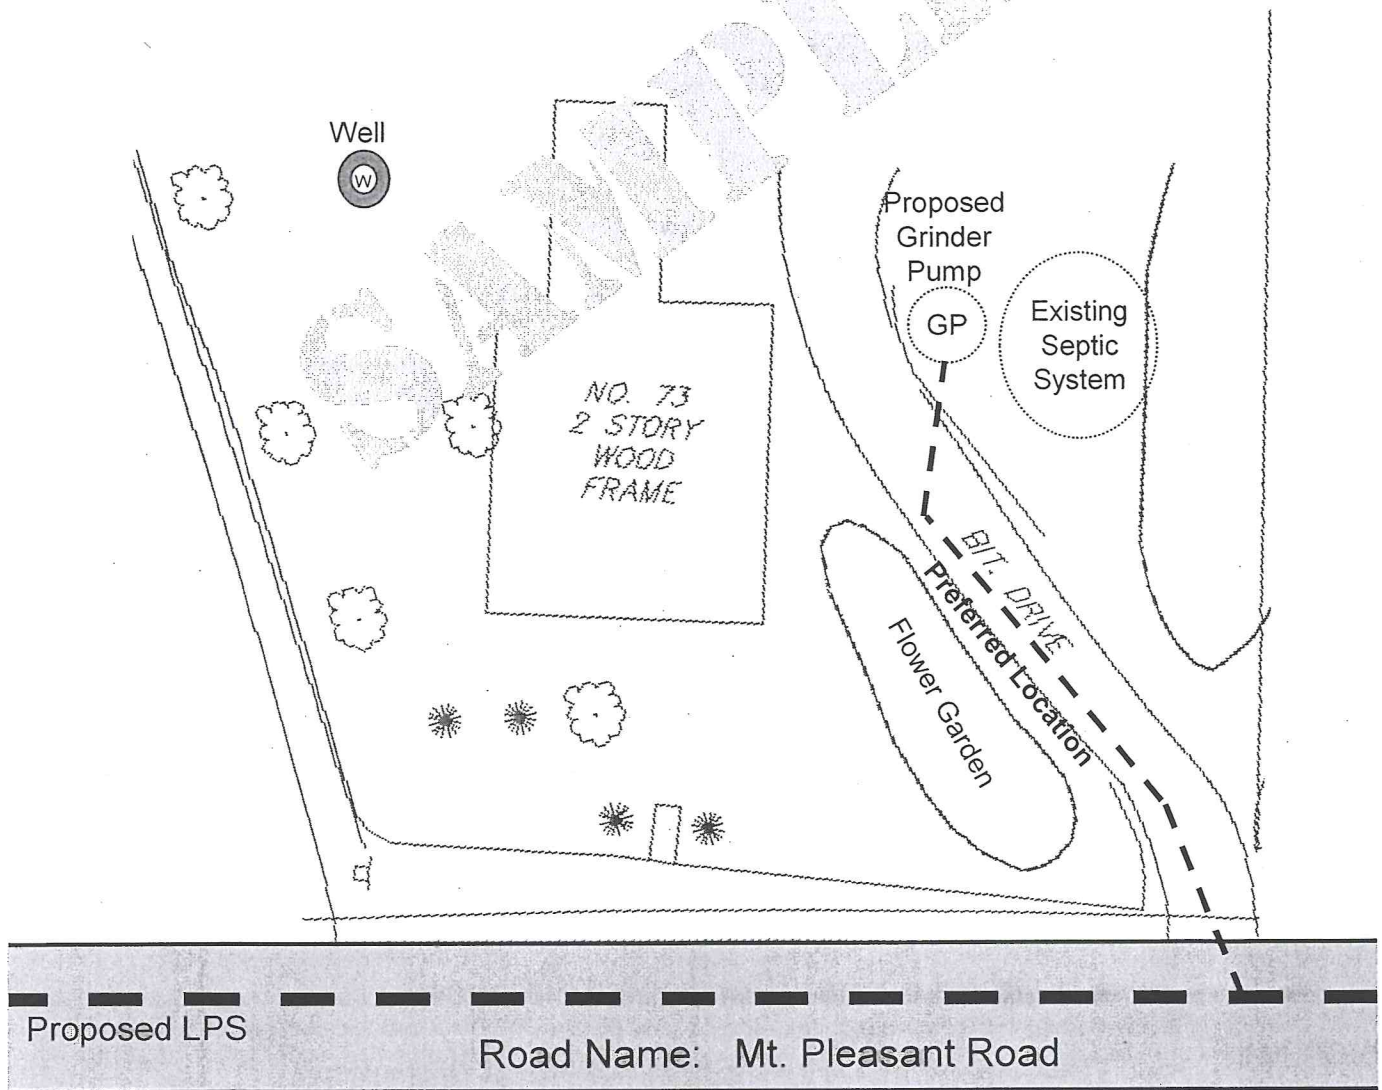 SAMPLE
Well
W
Proposed
Grinder
Pump
GP
Existing
Septic
System
NO. 73
2 STORY
WOOD
FRAME
BIT. DRIVE
Preferred Location
Flower Garden
Proposed LPS
Road Name: Mt. Pleasant Road